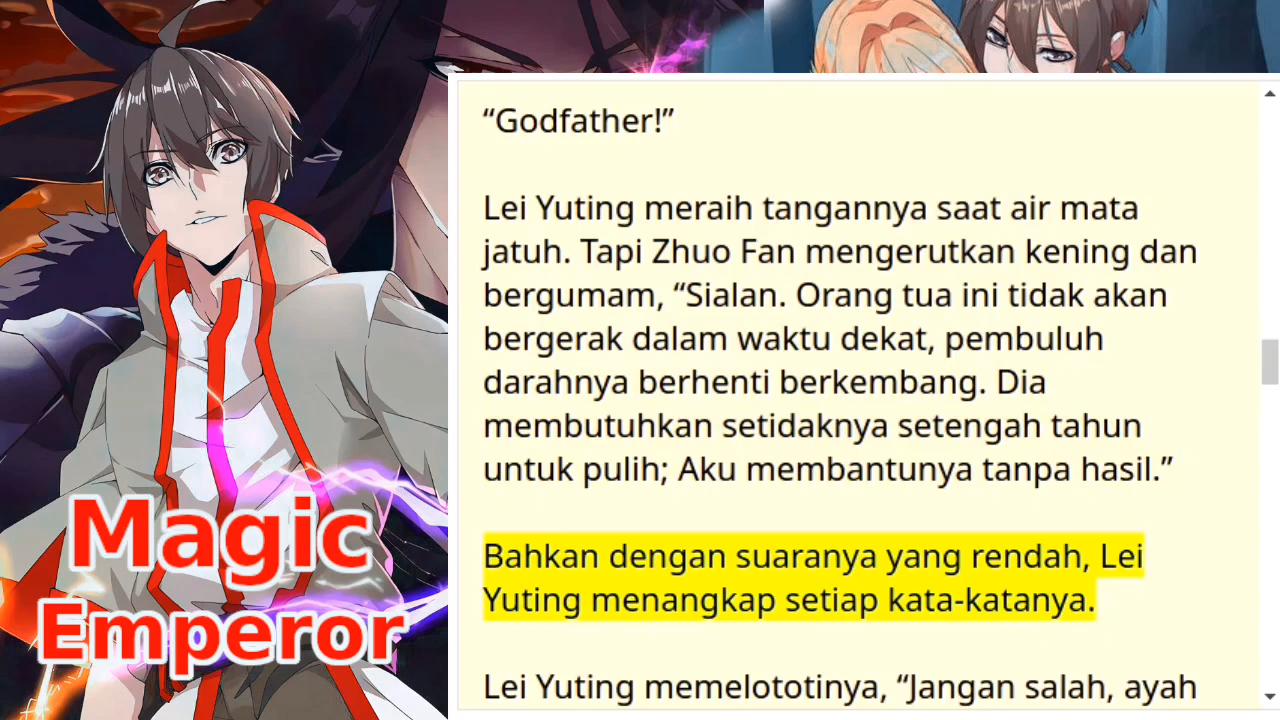 Magic
Emperor
“Godfather!”
Lei Yuting meraih tangannya saat air mata
jatuh. Tapi Zhuo Fan mengerutkan kening dan
bergumam, “Sialan. Orang tua ini tidak akan
bergerak dalam waktu dekat, pembuluh
darahnya berhenti berkembang. Dia
membutuhkan setidaknya setengah tahun
untuk pulih; Aku membantunya tanpa hasil.”
Bahkan dengan suaranya yang rendah, Lei
Yuting menangkap setiap kata-katanya.
Lei Yuting memelototinya, “Jangan salah, ayah